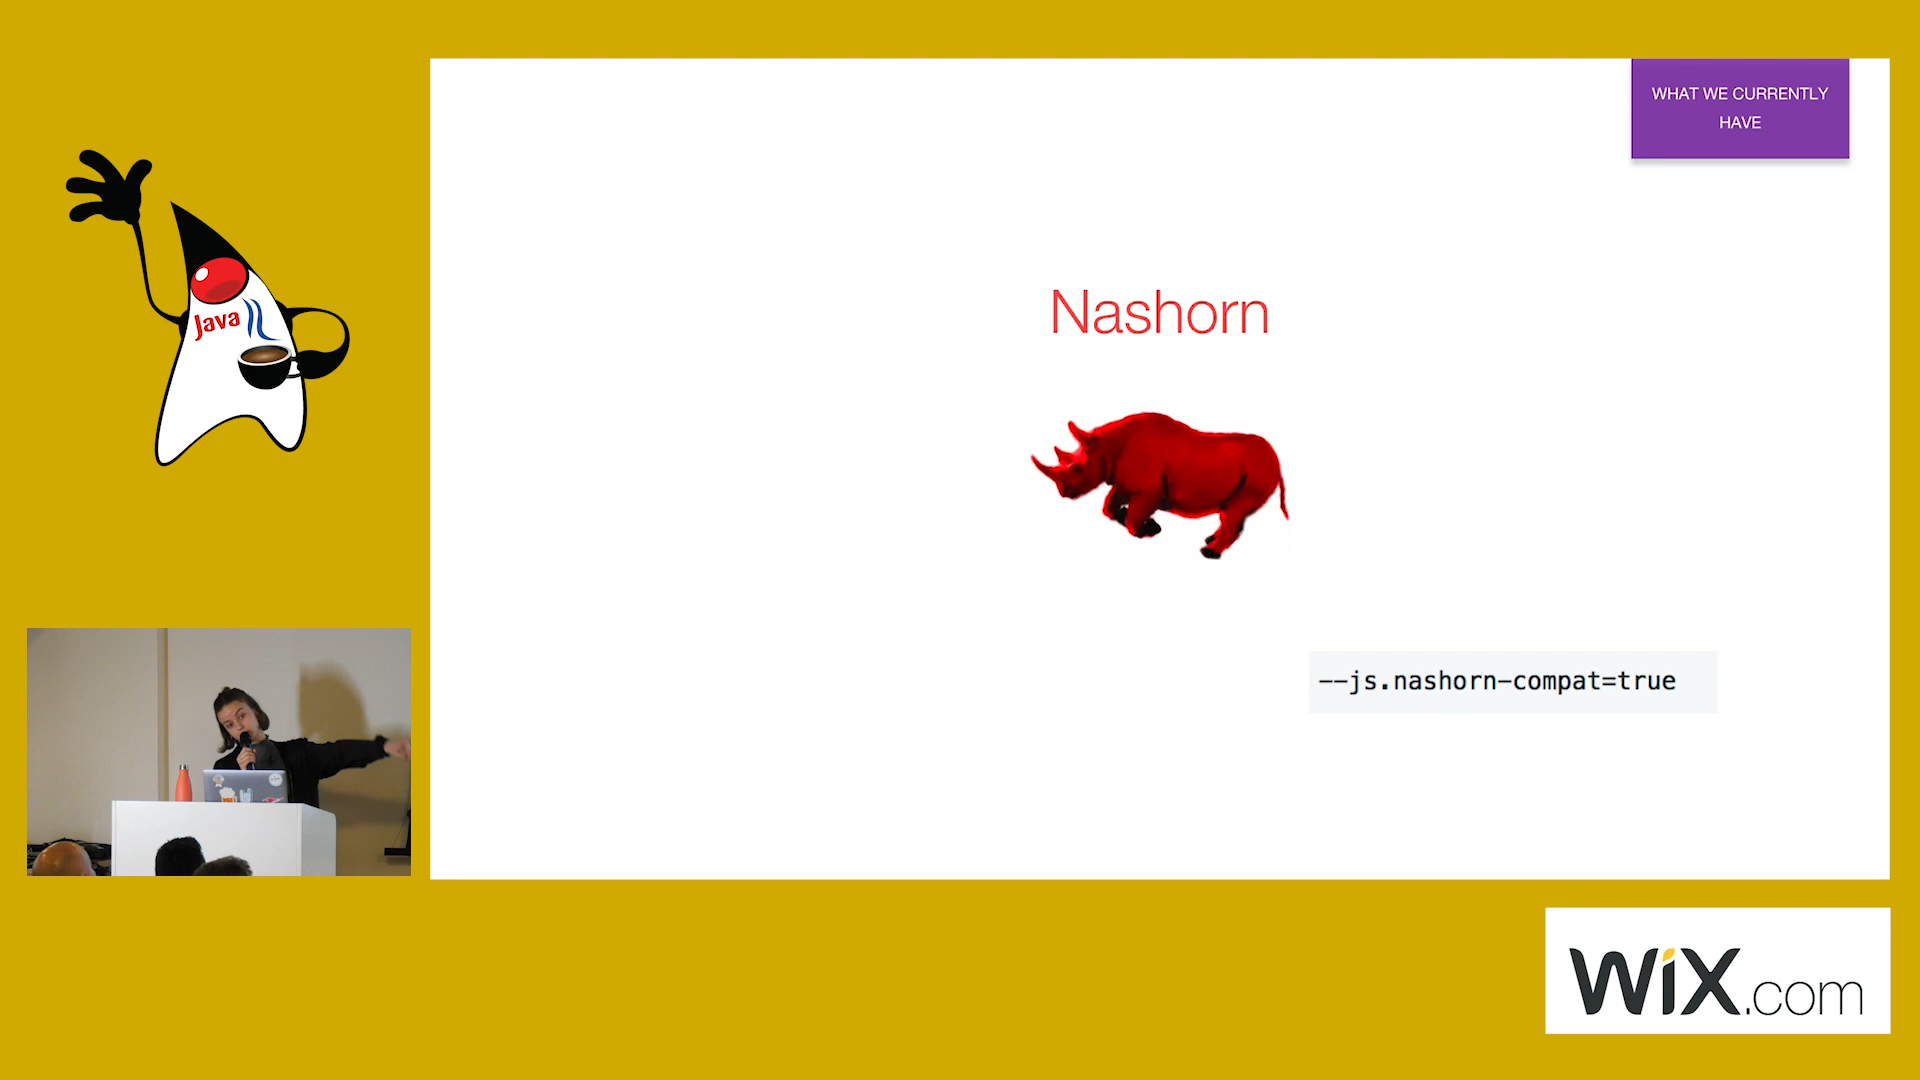 WHAT WE CURRENTLY
HAVE
Java
Nashorn
--js.nashorn-compat=true
WiX.com